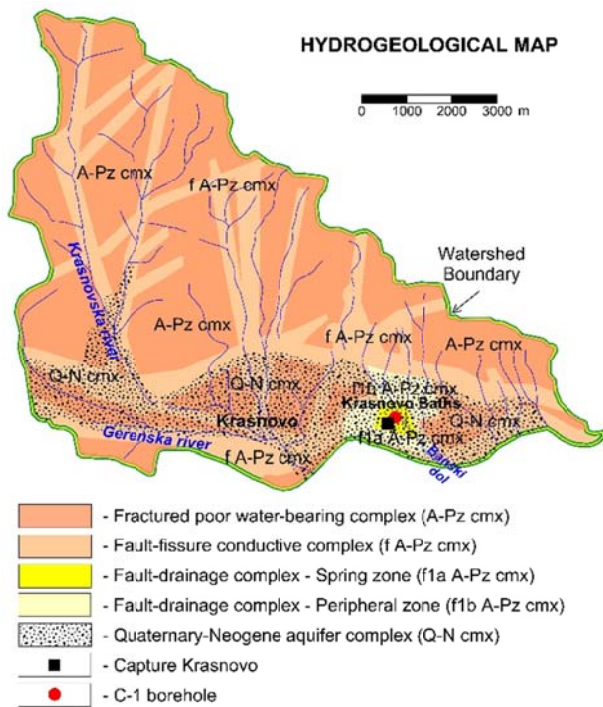 HYDROGEOLOGICAL MAP
0 1000 2000 3000 m
A-Pz cmx
f A-Pz cmx
Krasnovska river
Watershed
Boundary
A-Pz cmx
f A-Pz cmx
A-Pz cmx
Q-N cmx
Q-N cmx
f1b A-Pz cmx
Krasnovo Baths
Q-N cmx
Krasnovo
f1a A-Pz cmx
Gerenska river
Banski
dol
f A-Pz cmx
- Fractured poor water-bearing complex (A-Pz cmx)
- Fault-fissure conductive complex (f A-Pz cmx)
- Fault-drainage complex - Spring zone (f1a A-Pz cmx)
- Fault-drainage complex - Peripheral zone (f1b A-Pz cmx)
- Quaternary-Neogene aquifer complex (Q-N cmx)
- Capture Krasnovo
- C-1 borehole